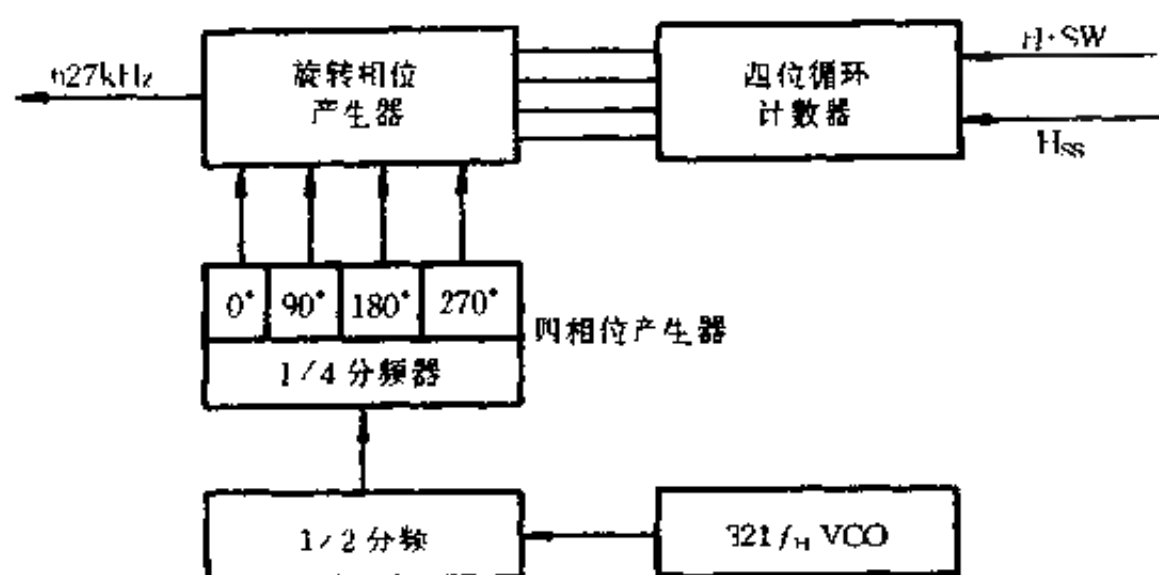 627kHz
旋转相位
产生器
四位循环
计数器
H·SW
Hss
0° 90° 180° 270°
四相位产生器
1/4 分频器
1/2 分频
321fH VCO